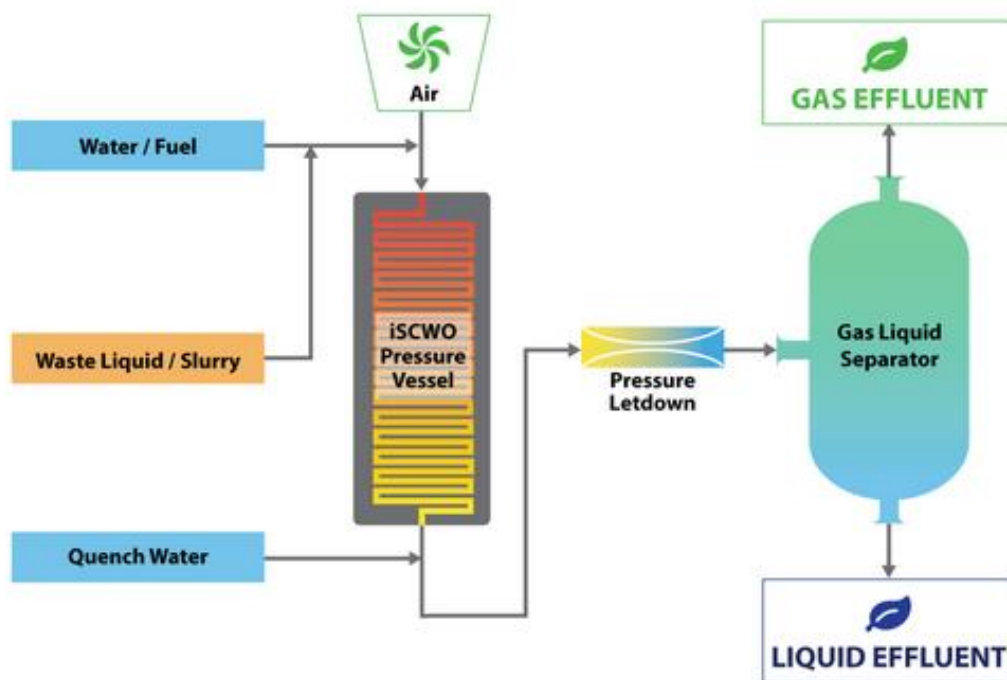 Air
GAS EFFLUENT
Water / Fuel
iSCWO
Pressure
Vessel
Waste Liquid / Slurry
Pressure
Letdown
Gas Liquid
Separator
Quench Water
LIQUID EFFLUENT